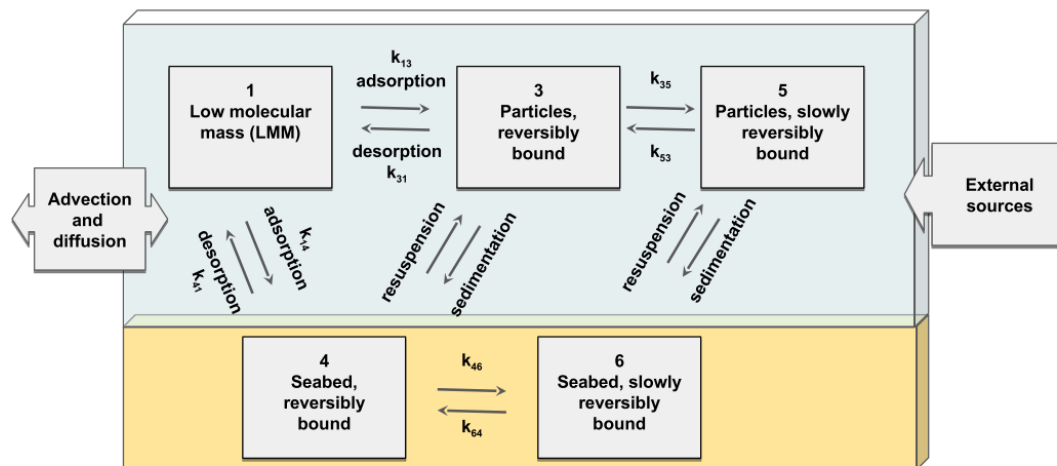 k13
adsorption
desorption
k31
1
Low molecular
mass (LMM)
3
Particles,
reversibly
bound
k35
k53
5
Particles, slowly
reversibly
bound
Advection
and
diffusion
External
sources
k14
adsorption
desorption
k41
resuspension
sedimentation
resuspension
sedimentation
4
Seabed,
reversibly
bound
k46
k64
6
Seabed, slowly
reversibly
bound